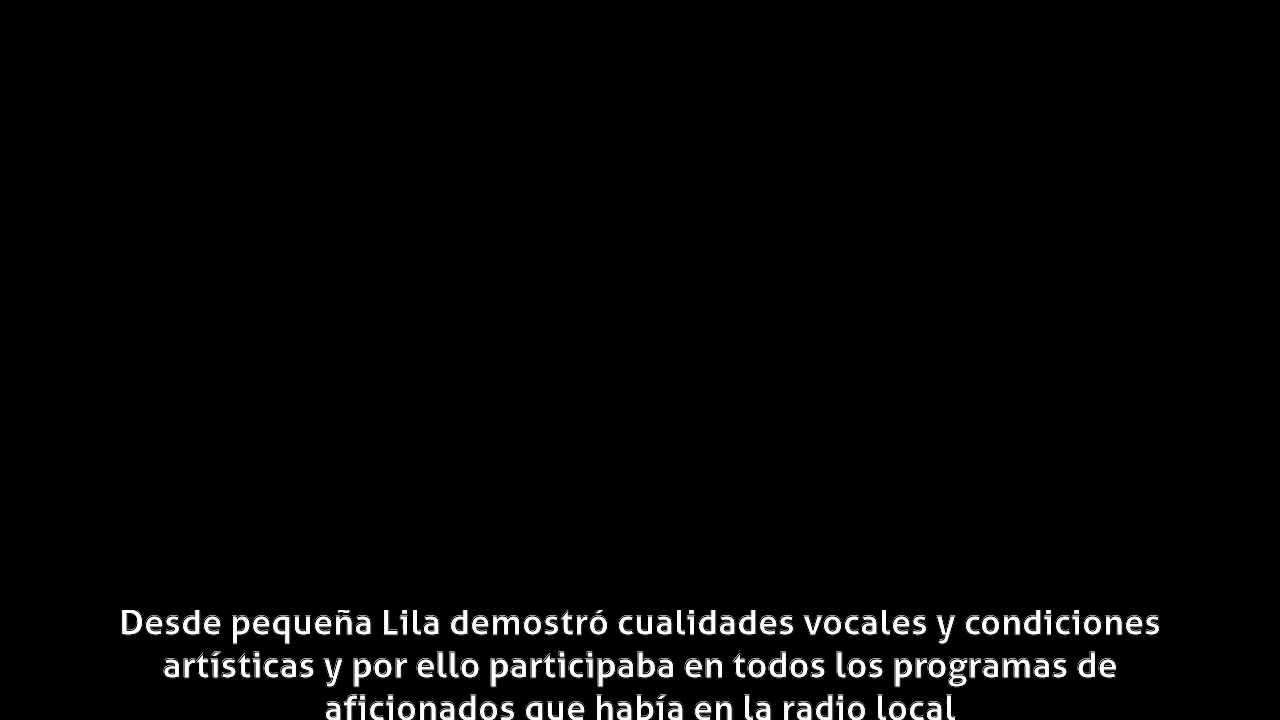 Desde pequeña Lila demostró cualidades vocales y condiciones
artísticas y por ello participaba en todos los programas de
aficionados que había en la radio local